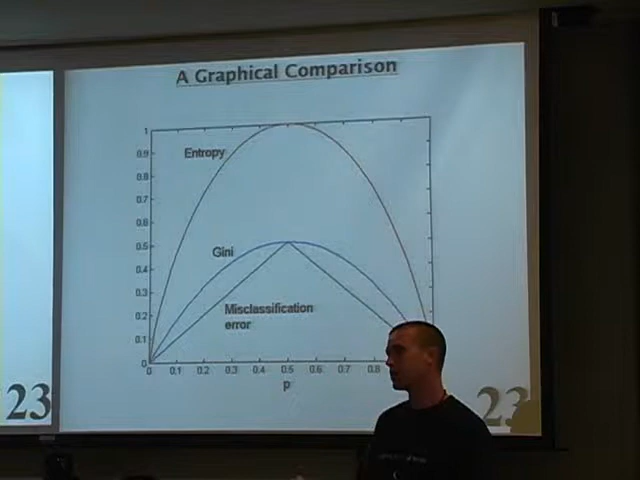 A Graphical Comparison
1
0.9
0.8
0.7
0.6
0.5
0.4
0.3
0.2
0.1
0
Entropy
Gini
Misclassification
error
0 0.1 0.2 0.3 0.4 0.5 0.6 0.7 0.8
p
23
23